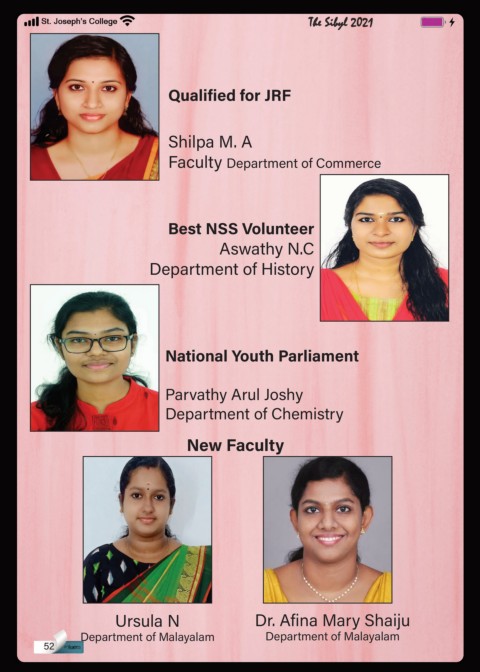 St. Joseph's College
The Sibyl 2021
Qualified for JRF
Shilpa M. A
Faculty Department of Commerce
Best NSS Volunteer
Aswathy N.C
Department of History
National Youth Parliament
Parvathy Arul Joshy
Department of Chemistry
New Faculty
Ursula N
Department of Malayalam
Dr. Afina Mary Shaiju
Department of Malayalam
52